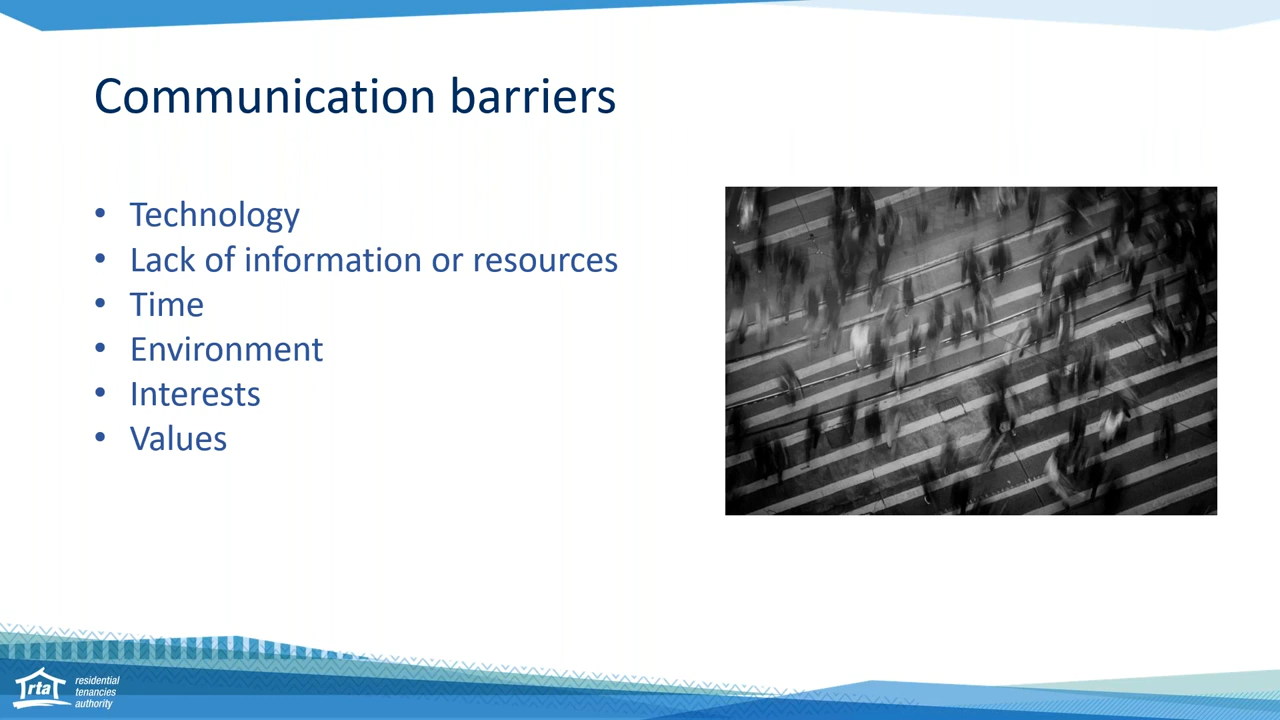 Communication barriers
• Technology
• Lack of information or resources
• Time
• Environment
• Interests
• Values
rta
residential
tenancies
authority